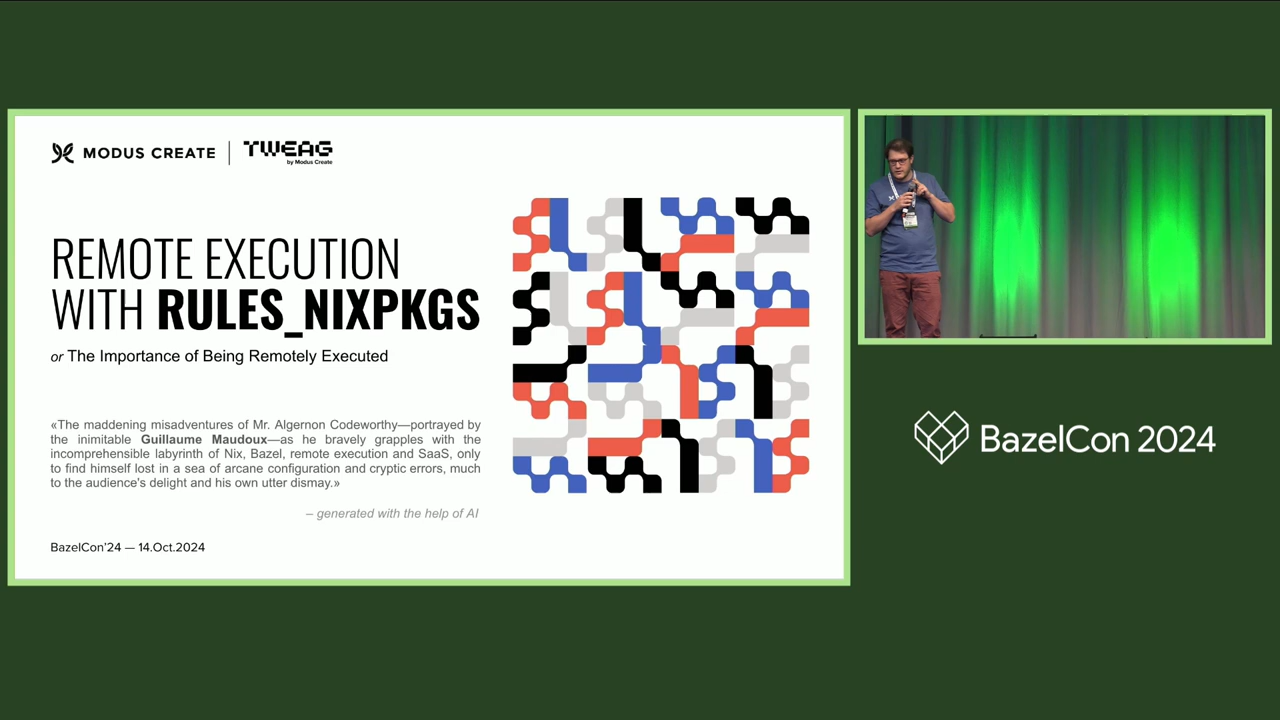 MODUS CREATE
TWEAG
by Modus Create
REMOTE EXECUTION
WITH RULES_NIXPKGS
or The Importance of Being Remotely Executed
«The maddening misadventures of Mr. Algernon Codeworthy—portrayed by
the inimitable Guillaume Maudoux—as he bravely grapples with the
incomprehensible labyrinth of Nix, Bazel, remote execution and SaaS, only
to find himself lost in a sea of arcane configuration and cryptic errors, much
to the audience's delight and his own utter dismay.»
– generated with the help of AI
BazelCon'24 — 14.Oct.2024
BazelCon 2024